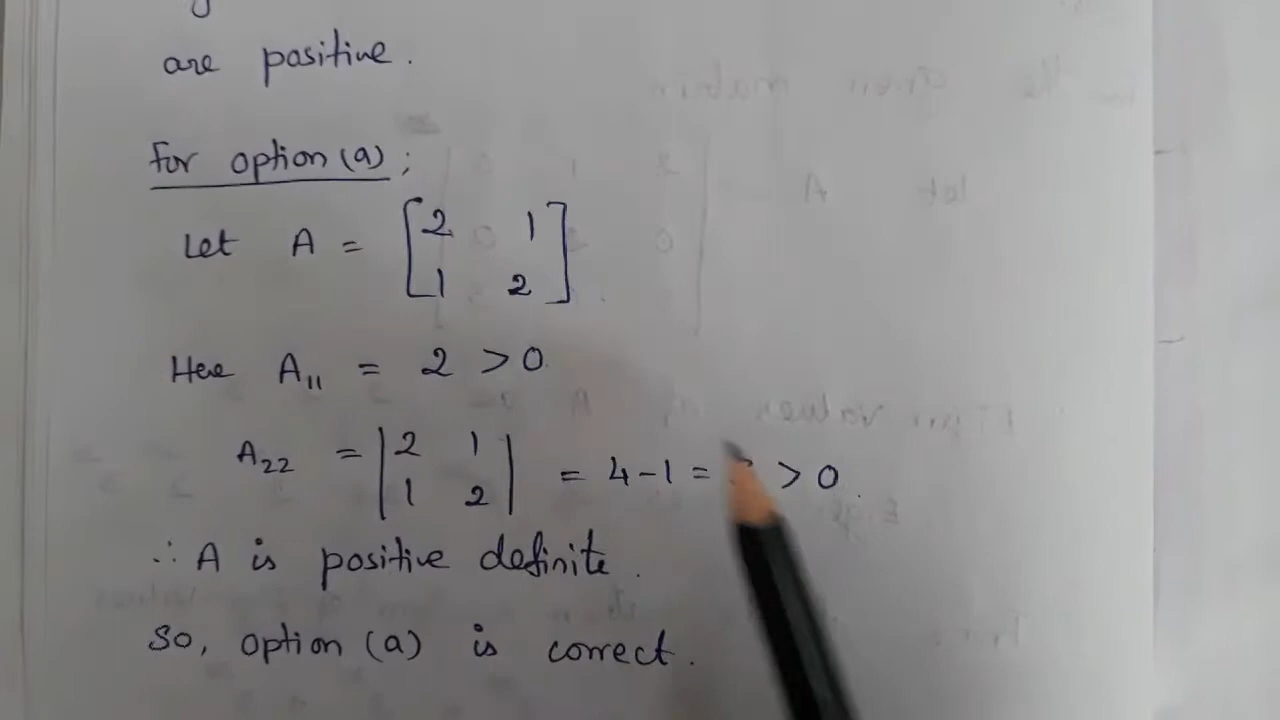 are positive.
for option (a);
Let A = [2 1
1 2]
Here A₁₁ = 2 > 0
A₂₂ = |2 1
1 2| = 4 - 1 = > 0.
∴ A is positive definite.
So, option (a) is correct.